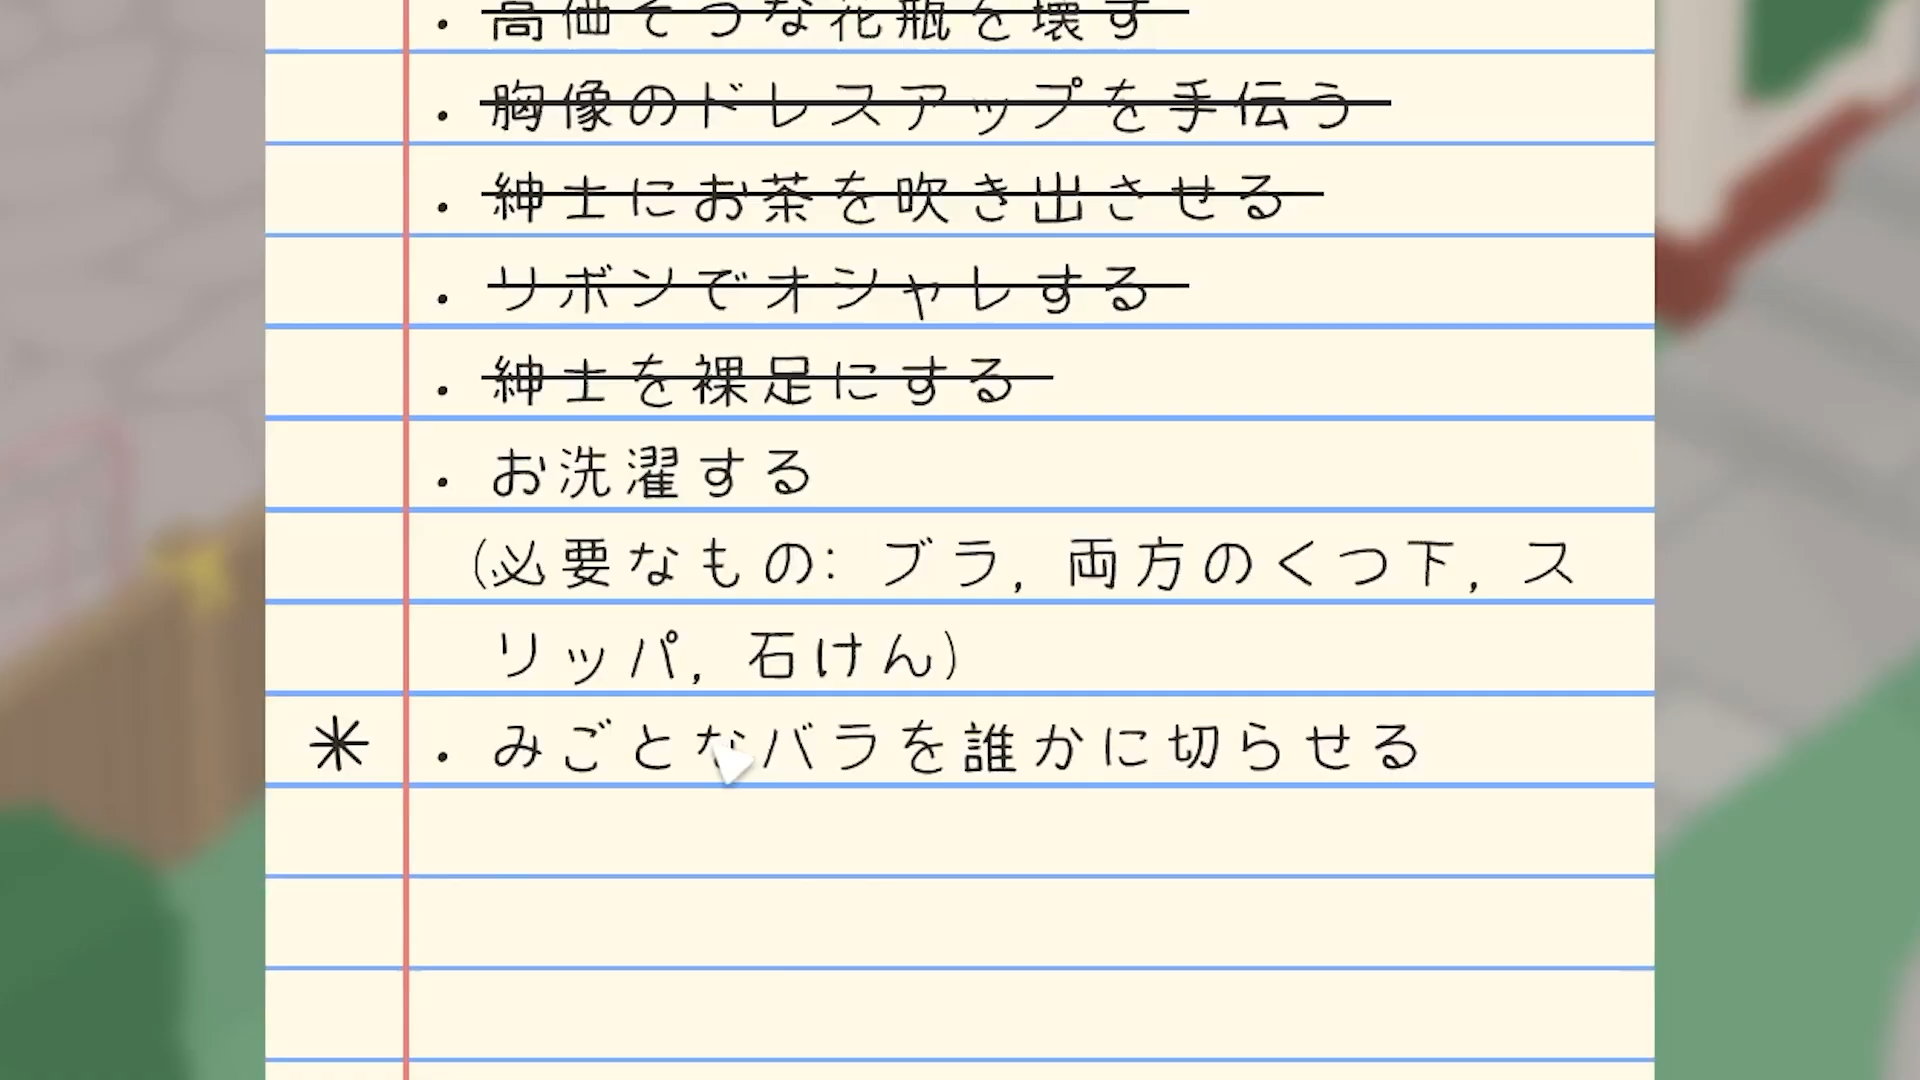 ・高価そうな花瓶を壊す
・胸像のドレスアップを手伝う
・紳士にお茶を吹き出させる
・リボンでオシャレする
・紳士を裸足にする
・お洗濯する
(必要なもの: ブラ, 両方のくつ下, ス
リッパ, 石けん)
* ・みごとなバラを誰かに切らせる